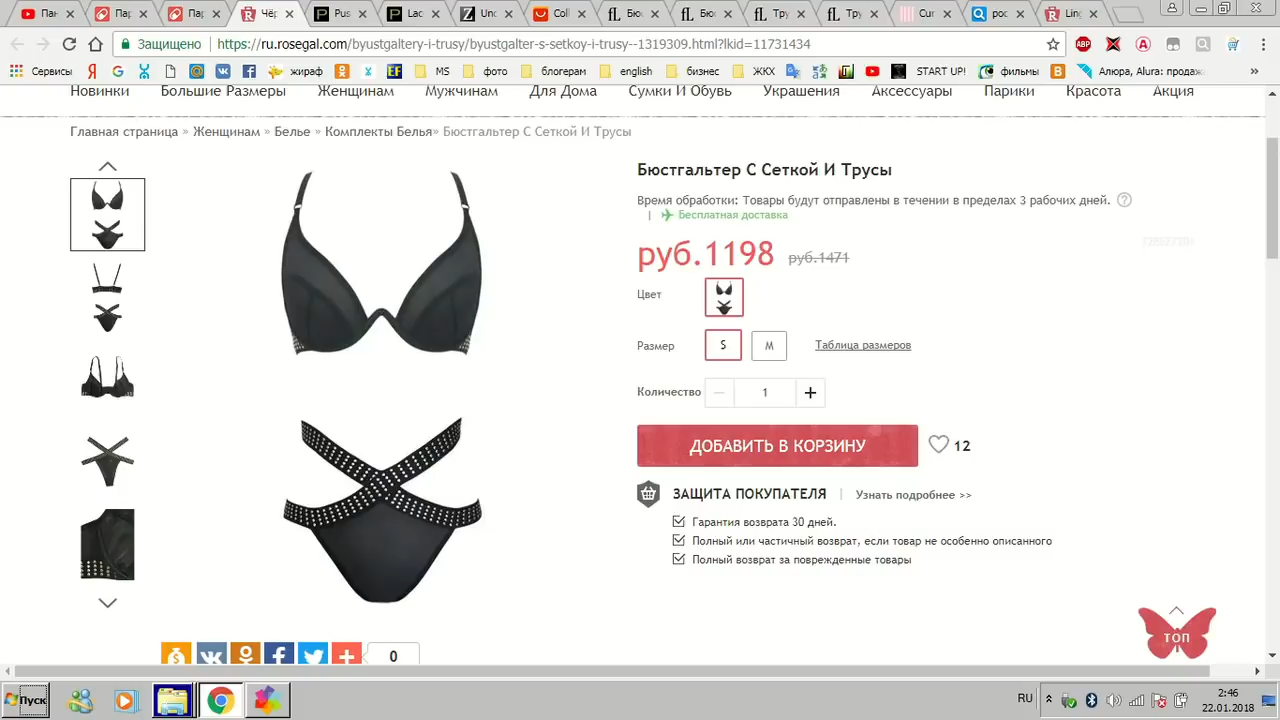 Пан
Пар
Пар
Чёр
Pus
Lac
Unc
Coll
Бю
Бю
Тру
Тру
Cur
рос
Ling
Защищено https://ru.rosegal.com/byustgaltery-i-trusy/byustgalter-s-setkoy-i-trusy--1319309.html?lkid=11731434
Сервисы жираф MS фото блогерам english бизнес ЖКХ START UP! фильмы Алюра, Alura: продаж »
Новинки Большие Размеры Женщинам Мужчинам Для Дома Сумки И Обувь Украшения Аксессуары Парики Красота Акция
Главная страница » Женщинам » Белье » Комплекты Белья» Бюстгальтер С Сеткой И Трусы
Бюстгальтер С Сеткой И Трусы
Время обработки: Товары будут отправлены в течении в пределах 3 рабочих дней. ?
| Бесплатная доставка
руб.1198 руб.1471
Цвет
Размер S M Таблица размеров
Количество — 1 +
ДОБАВИТЬ В КОРЗИНУ 12
ЗАЩИТА ПОКУПАТЕЛЯ | Узнать подробнее >>
Гарантия возврата 30 дней.
Полный или частичный возврат, если товар не особенно описанного
Полный возврат за поврежденные товары
ТОП
0
Пуск RU 2:46
22.01.2018